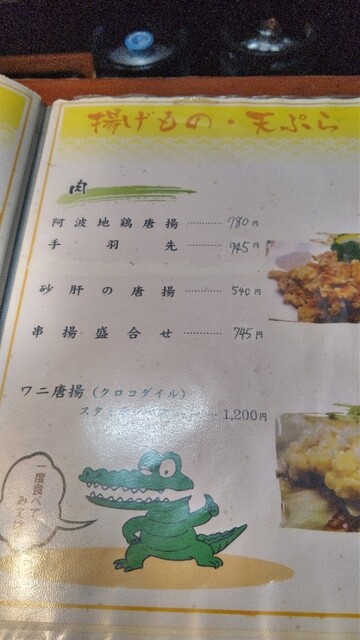 揚げもの・天ぷら
肉
阿波地鶏唐揚 ………… 780円
手羽先 ………… 745円
砂肝の唐揚 ………… 540円
串揚盛合せ ………… 745円
ワニ唐揚 (クロコダイル)
スタ … 1,200円
一度食べて
みて